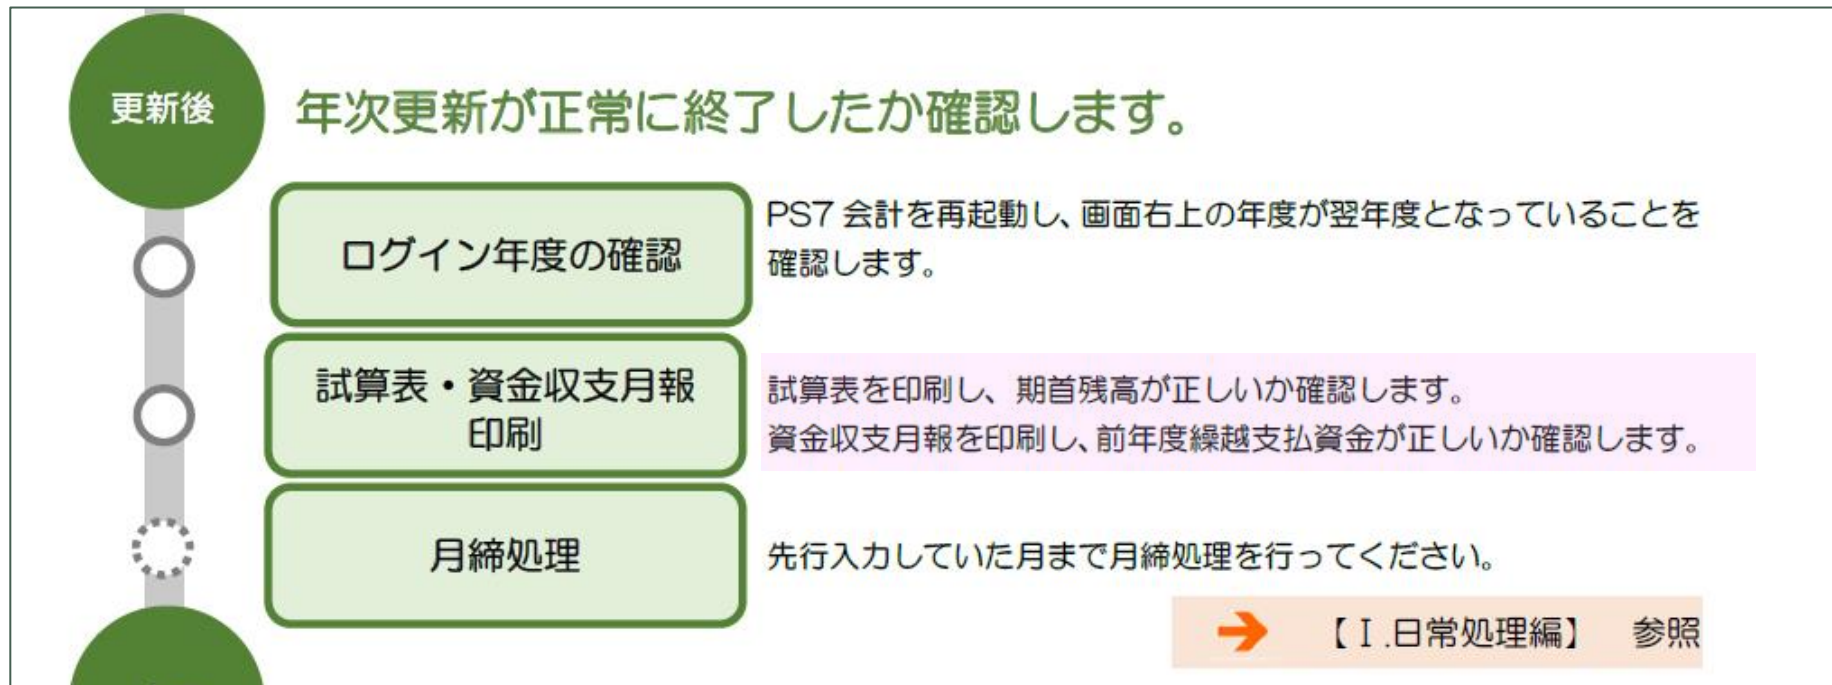 更新後
年次更新が正常に終了したか確認します。
ログイン年度の確認
PS7 会計を再起動し、画面右上の年度が翌年度となっていることを
確認します。
試算表・資金収支月報
印刷
試算表を印刷し、期首残高が正しいか確認します。
資金収支月報を印刷し、前年度繰越支払資金が正しいか確認します。
月締処理
先行入力していた月まで月締処理を行ってください。
【Ⅰ.日常処理編】 参照